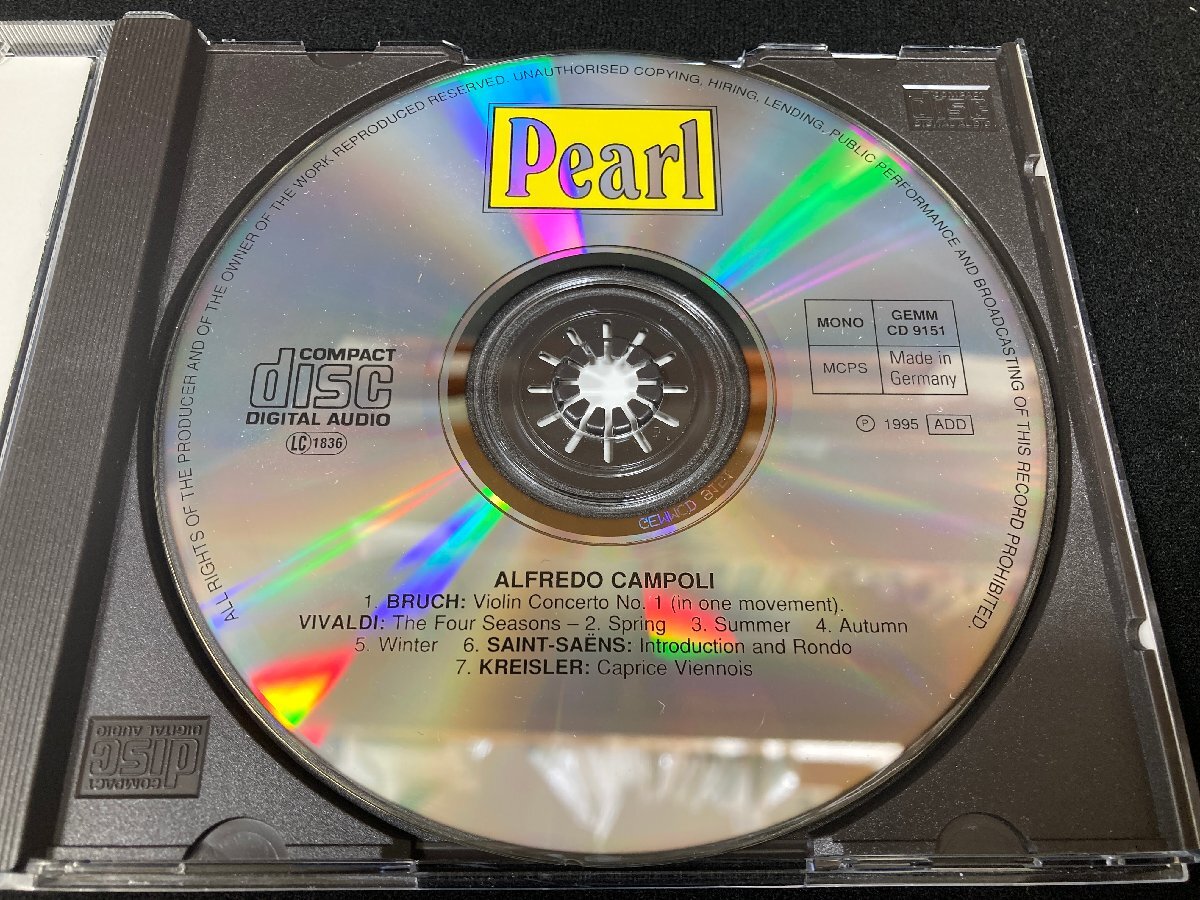 ALL RIGHTS OF THE PRODUCER AND OF THE OWNER OF THE WORK REPRODUCED RESERVED. UNAUTHORISED COPYING, HIRING, LENDING, PUBLIC PERFORMANCE AND BROADCASTING OF THIS RECORD PROHIBITED.
Pearl
COMPACT
disc
DIGITAL AUDIO
LC 1836
MONO
GEMM
CD 9151
MCPS
Made in
Germany
Ⓟ 1995 ADD
ALFREDO CAMPOLI
1. BRUCH: Violin Concerto No. 1 (in one movement).
VIVALDI: The Four Seasons – 2. Spring 3. Summer 4. Autumn
5. Winter 6. SAINT-SAËNS: Introduction and Rondo
7. KREISLER: Caprice Viennois
COMPACT
disc
DIGITAL AUDIO